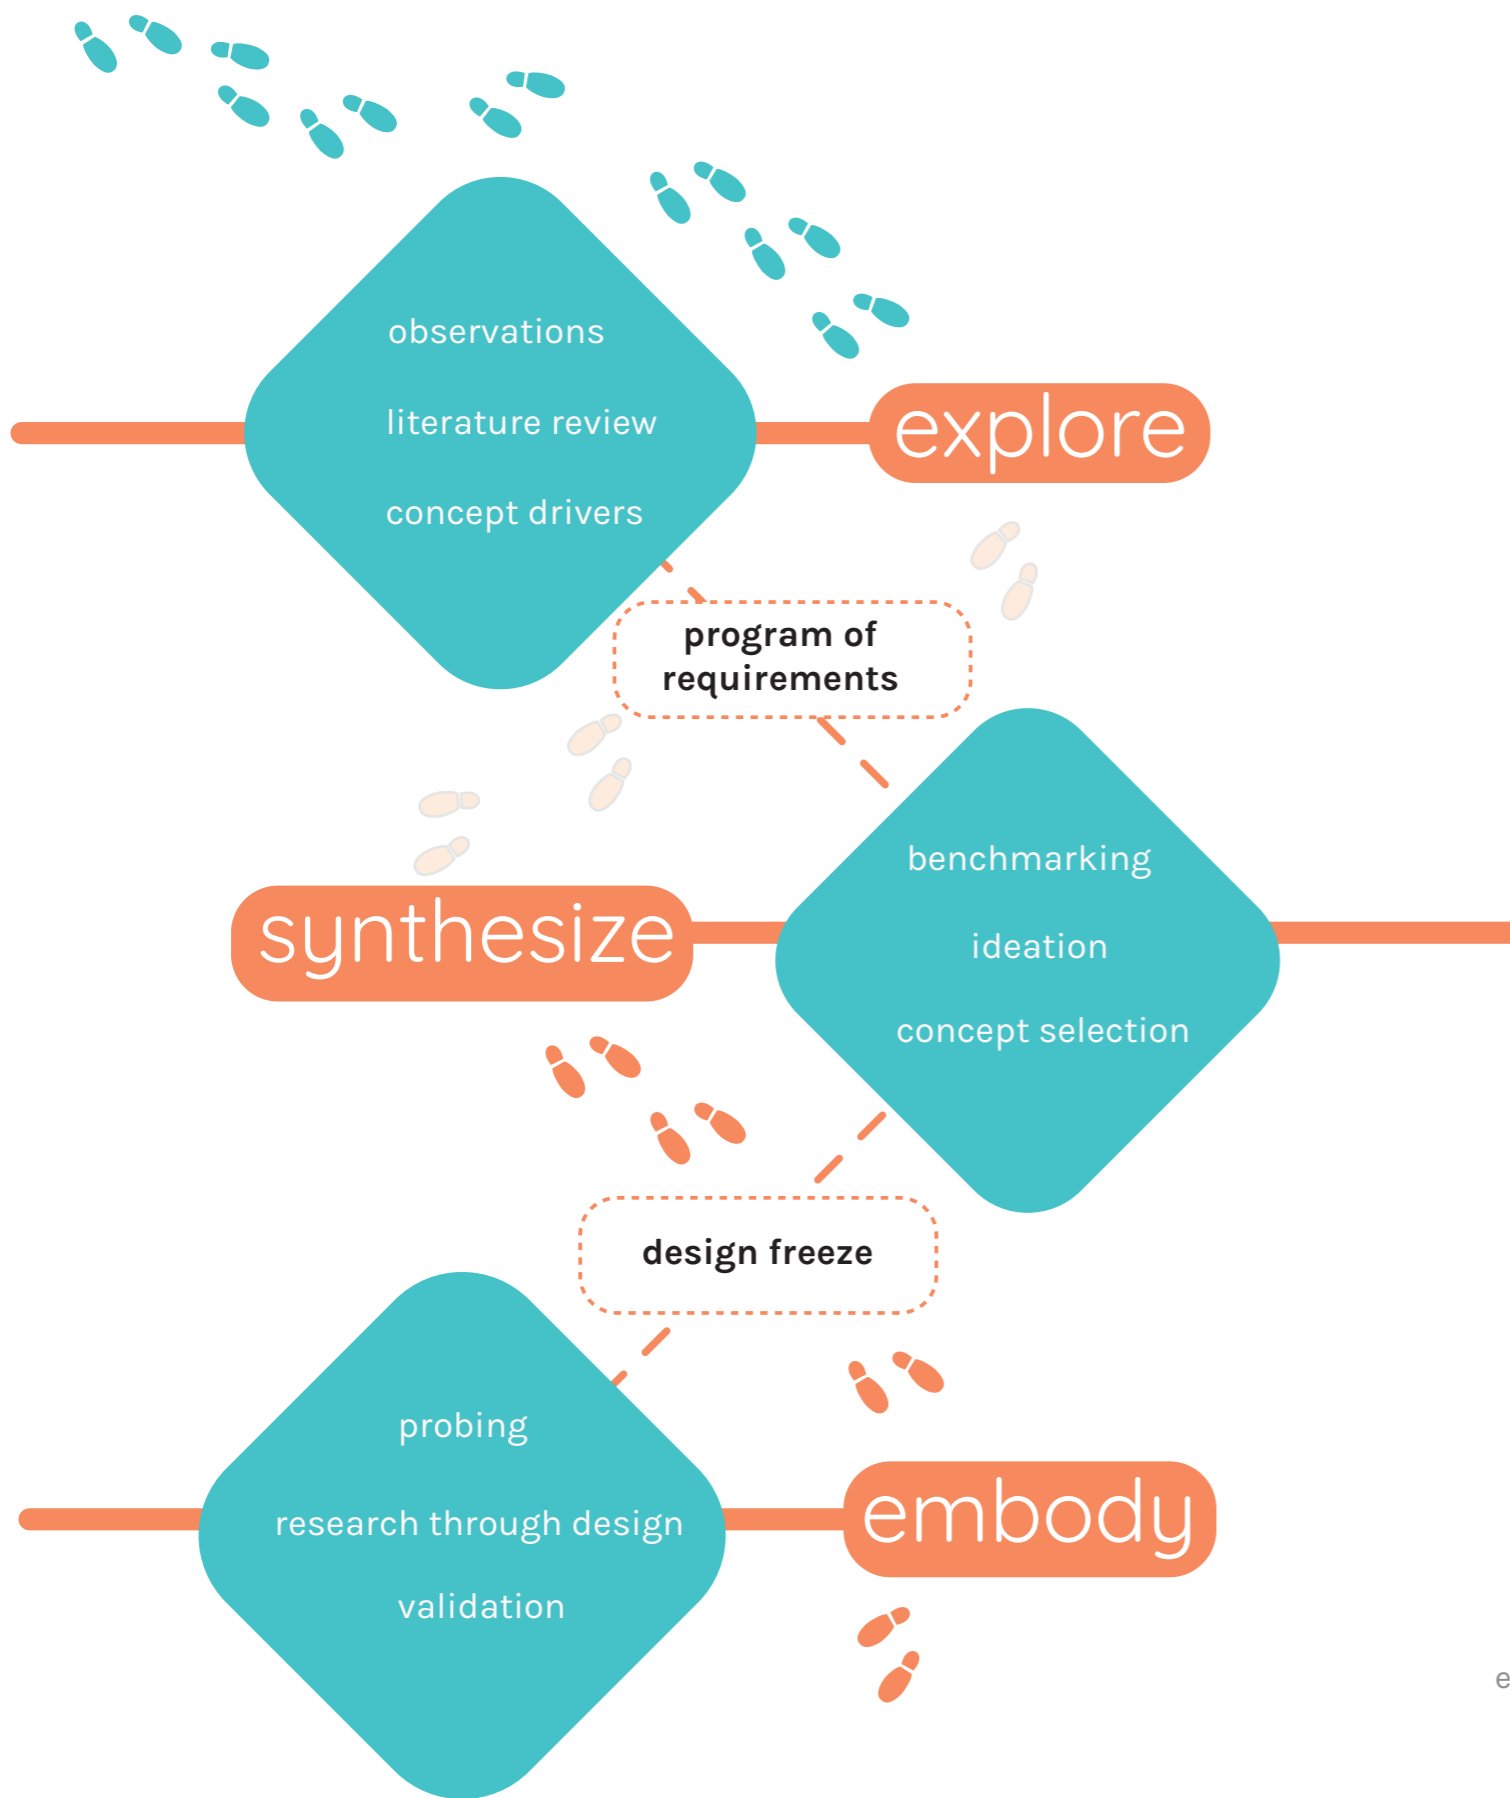 observations
literature review
concept drivers
explore
program of
requirements
benchmarking
ideation
concept selection
synthesize
design freeze
probing
research through design
validation
embody
e